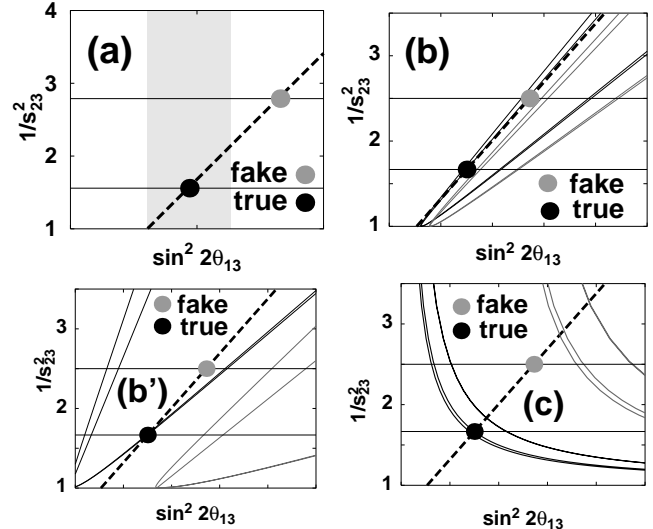 (a)
4
3
2
1
1/s²₂₃
fake
true
sin² 2θ₁₃
(b)
3
2
1
1/s²₂₃
fake
true
sin² 2θ₁₃
(b')
3
2
1
1/s²₂₃
fake
true
sin² 2θ₁₃
(c)
3
2
1
1/s²₂₃
fake
true
sin² 2θ₁₃